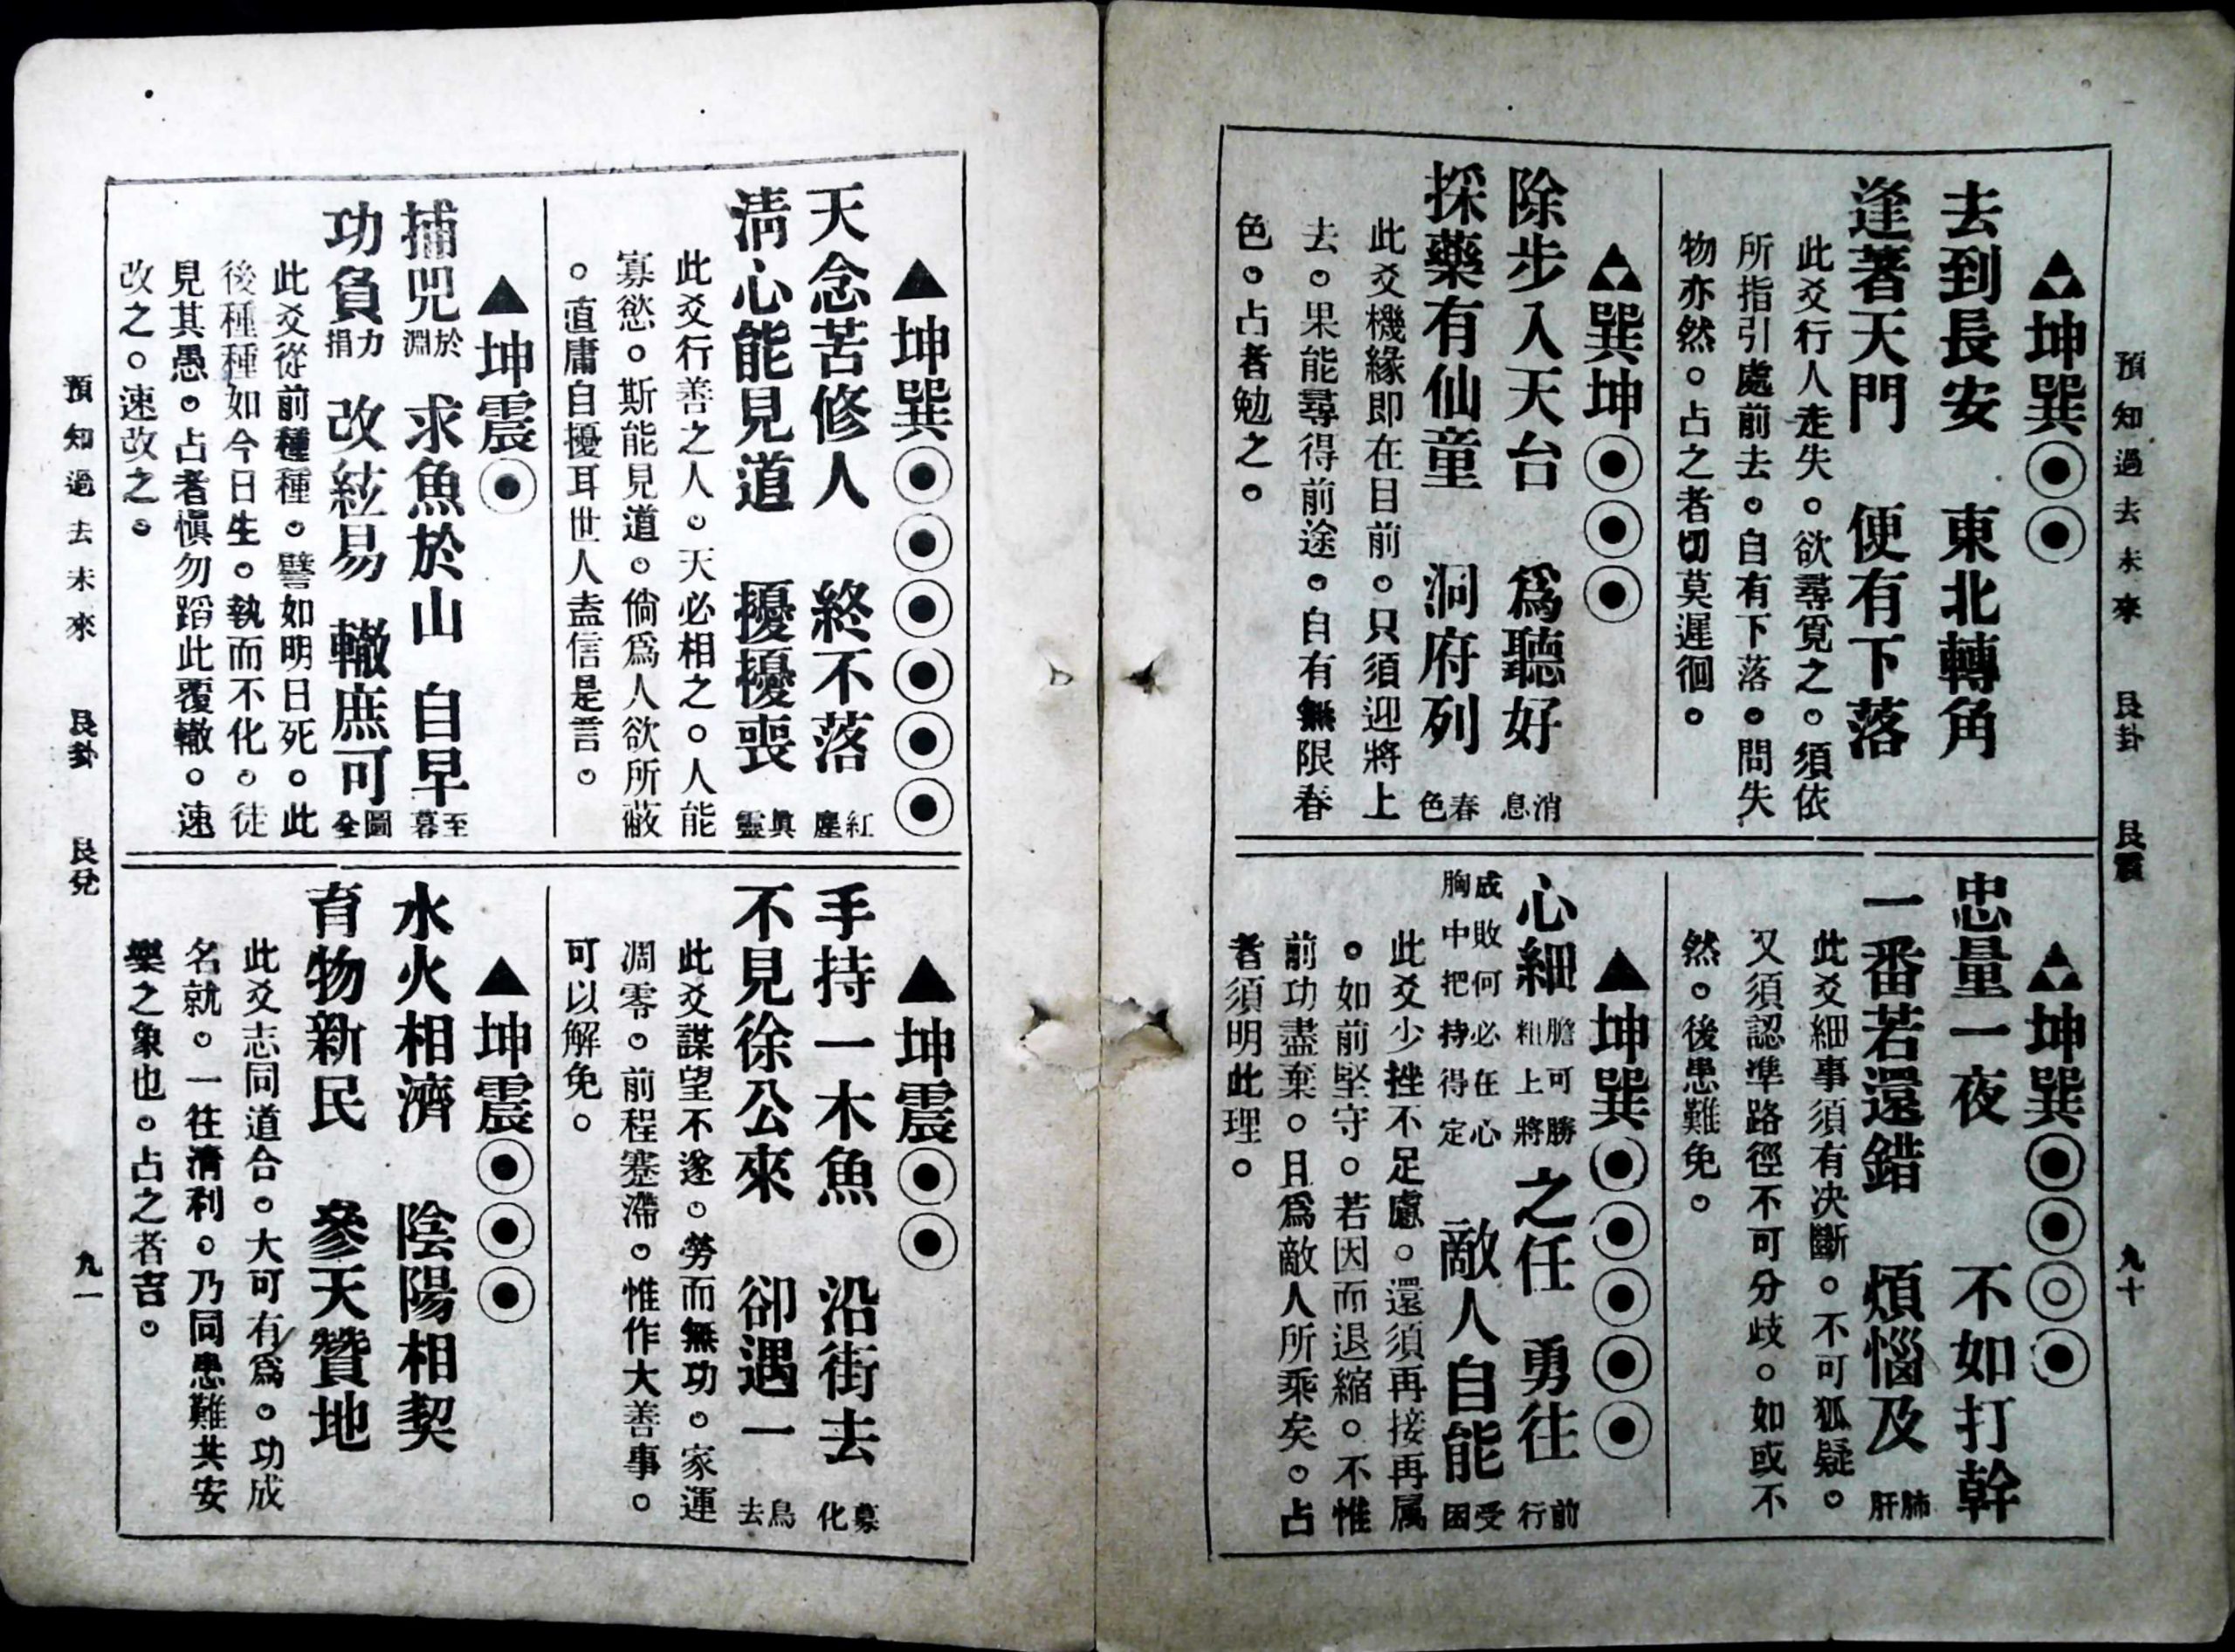 預知過去未來 艮卦 艮震 九十
坤巽⦿⦿
去到長安 東北轉角
逢著天門 便有下落
此爻行人走失。欲尋覓之。須依
所指引處前去。自有下落。問失
物亦然。占之者切莫遲徊。
巽坤⦿⦿⦿
除步入天台 爲聽好消息
採藥有仙童 洞府列春色
此爻機緣即在目前。只須迎將上
去。果能尋得前途。自有無限春
色。占者勉之。
坤巽⦿⦿◎⦿
忠量一夜 不如打幹
一番若還錯 煩惱及肺肝
此爻細事須有決斷。不可狐疑。
又須認準路徑不可分歧。如或不
然。後患難免。
坤巽⦿⦿⦿⦿⦿
心細膽可勝粗上將之任 勇往前行
成敗何必在心胸中把持得定 敵人自能受困
此爻少挫不足慮。還須再接再属
。如前堅守。若因而退縮。不惟
前功盡棄。且爲敵人所乘矣。占
者須明此理。
坤巽⦿⦿⦿⦿⦿⦿
天念苦修人 終不落紅塵
清心能見道 擾擾喪眞靈
此爻行善之人。天必相之。人能
寡慾。斯能見道。倘爲人欲所蔽
。直庸自擾耳世人盍信是言。
坤震⦿
捕兕於淵 求魚於山 自早至暮
功負力捐 改絃易 轍庶可圖全
此爻從前種種。譬如明日死。此
後種種如今日生。執而不化。徒
見其愚。占者愼勿蹈此覆轍。速
改之。速改之。
坤震⦿⦿
手持一木魚 沿街去募化
不見徐公來 卻遇一鳥去
此爻謀望不遂。勞而無功。家運
凋零。前程蹇滯。惟作大善事。
可以解免。
坤震⦿⦿⦿
水火相濟 陰陽相契
育物新民 參天贊地
此爻志同道合。大可有爲。功成
名就。一往清利。乃同患難共安
樂之象也。占之者吉。
預知過去未來 艮卦 艮兌 九一